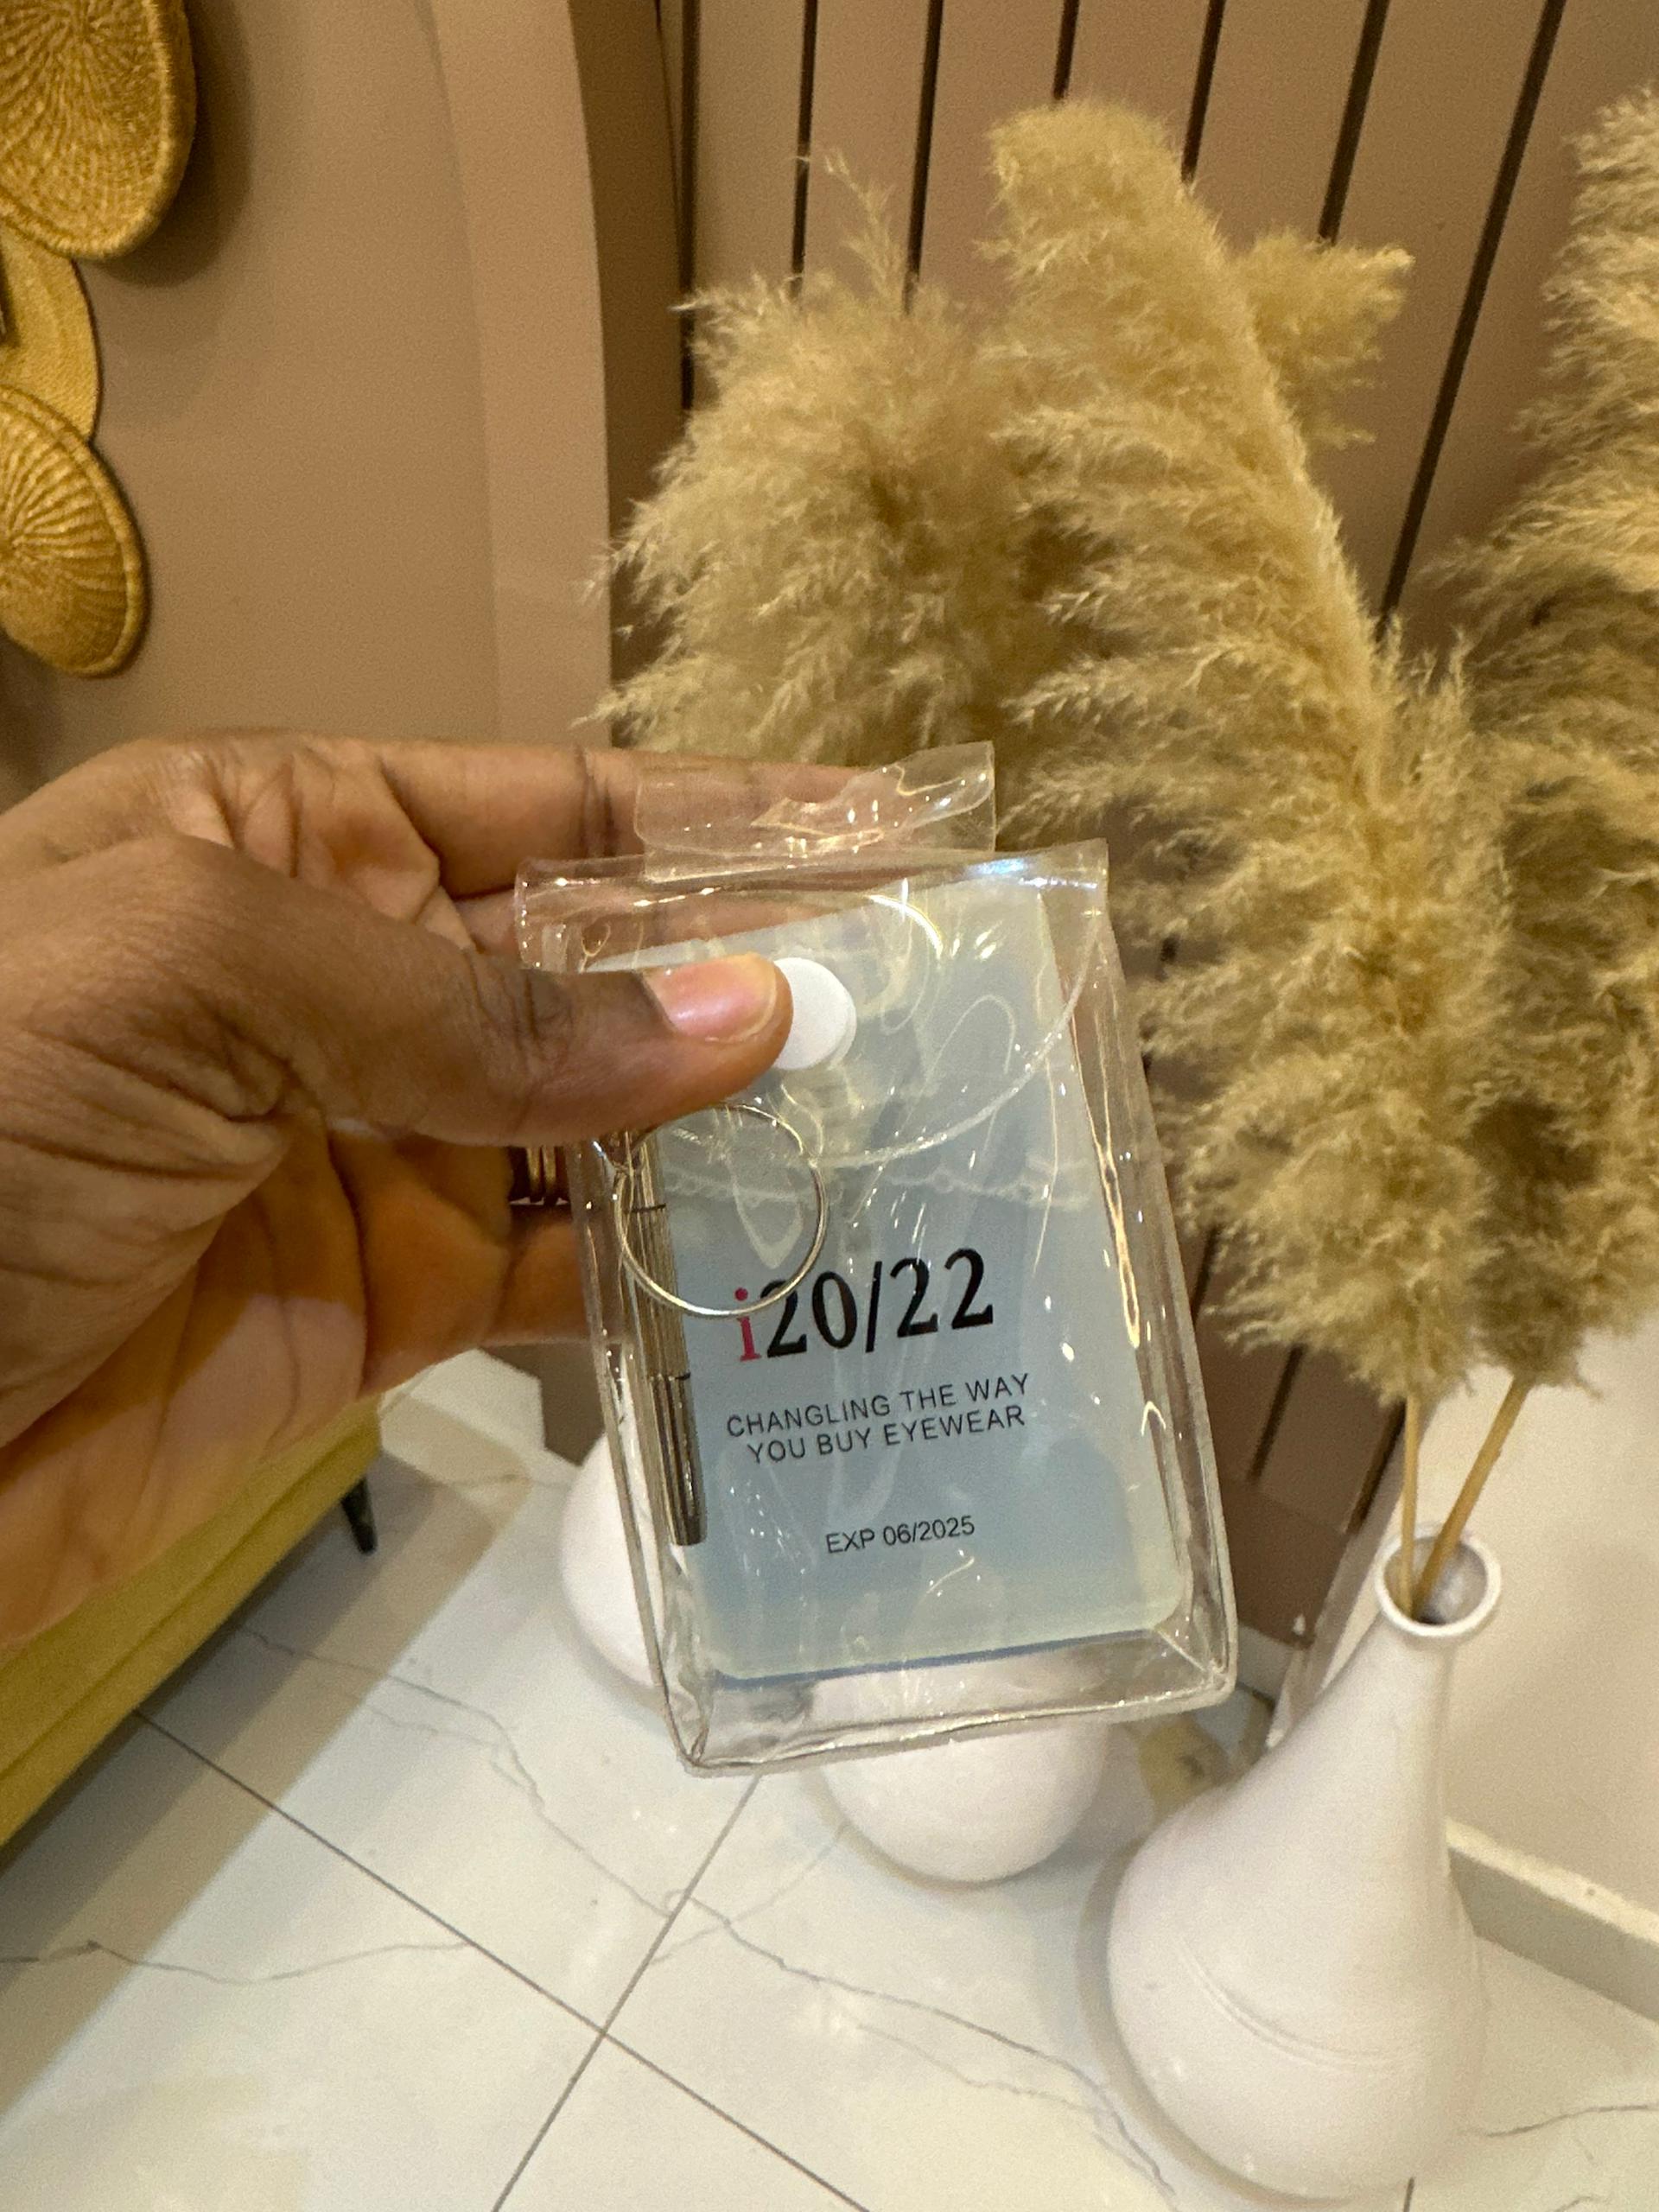 i20/22
CHANGLING THE WAY
YOU BUY EYEWEAR
EXP 06/2025